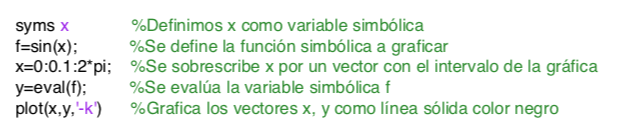 syms x %Definimos x como variable simbólica
f=sin(x); %Se define la función simbólica a graficar
x=0:0.1:2*pi; %Se sobrescribe x por un vector con el intervalo de la gráfica
y=eval(f); %Se evalúa la variable simbólica f
plot(x,y,'-k') %Grafica los vectores x, y como línea sólida color negro